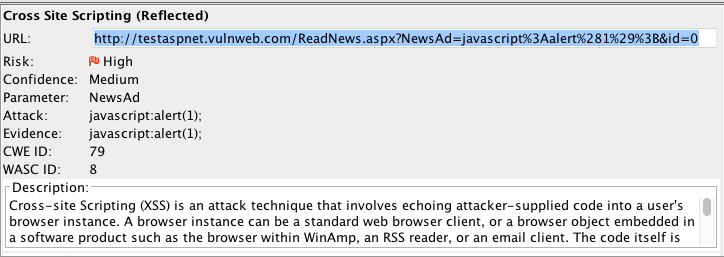 Cross Site Scripting (Reflected)
URL: http://testaspnet.vulnweb.com/ReadNews.aspx?NewsAd=javascript%3Aalert%281%29%3B&id=0
Risk: High
Confidence: Medium
Parameter: NewsAd
Attack: javascript:alert(1);
Evidence: javascript:alert(1);
CWE ID: 79
WASC ID: 8
Description:
Cross-site Scripting (XSS) is an attack technique that involves echoing attacker-supplied code into a user's
browser instance. A browser instance can be a standard web browser client, or a browser object embedded in
a software product such as the browser within WinAmp, an RSS reader, or an email client. The code itself is